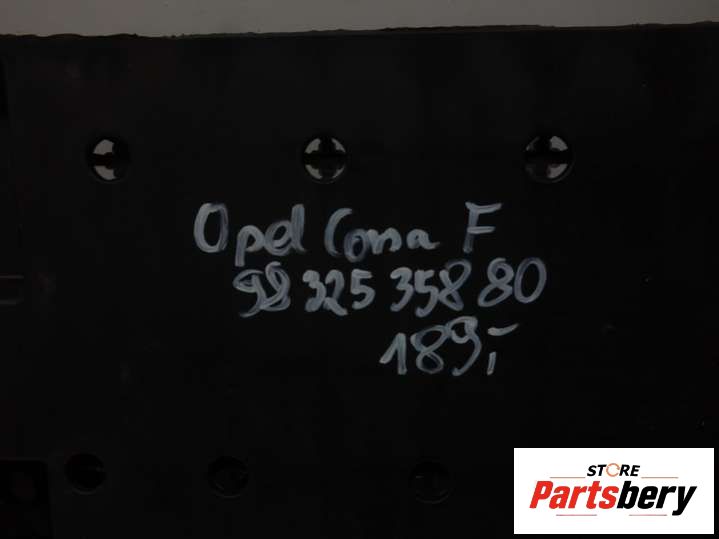 Opel Corsa F
98 325 358 80
189,-
STORE
Partsbery